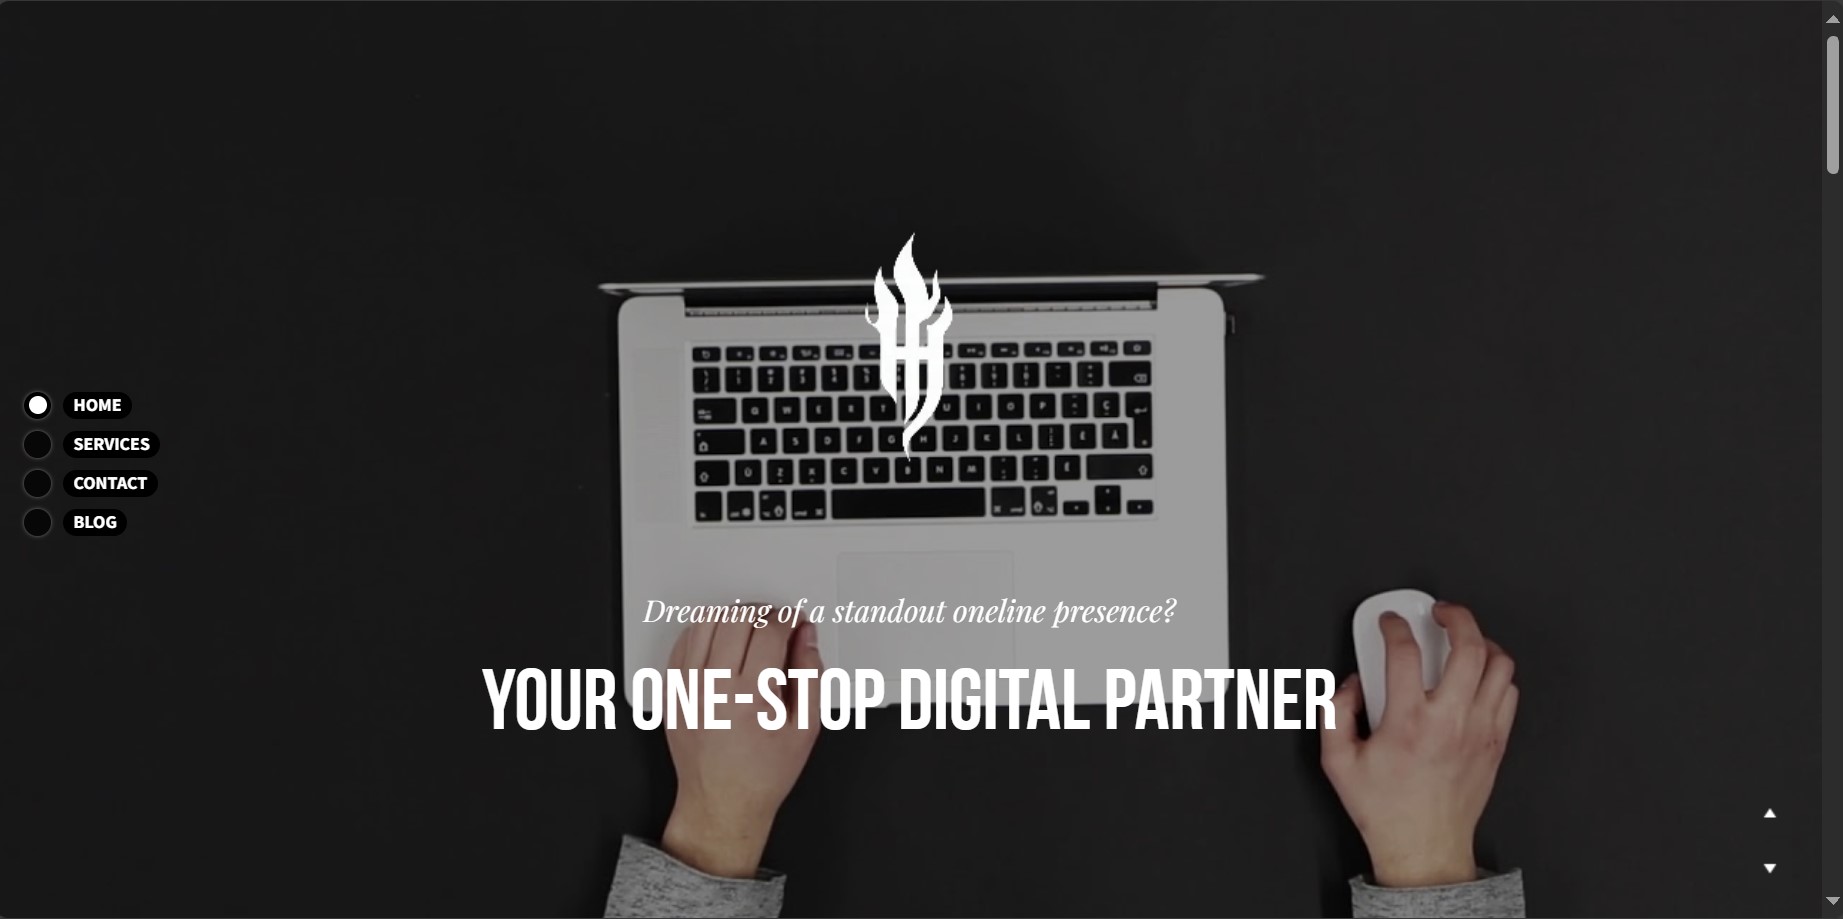 HOME
SERVICES
CONTACT
BLOG
Dreaming of a standout oneline presence?
YOUR ONE-STOP DIGITAL PARTNER